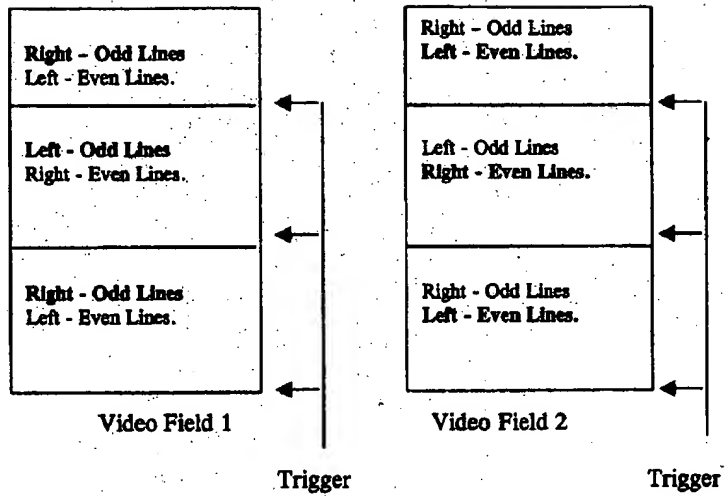 Right - Odd Lines
Left - Even Lines.
Left - Odd Lines
Right - Even Lines.
Right - Odd Lines
Left - Even Lines.
Video Field 1
Trigger
Right - Odd Lines
Left - Even Lines.
Left - Odd Lines
Right - Even Lines.
Right - Odd Lines
Left - Even Lines.
Video Field 2
Trigger